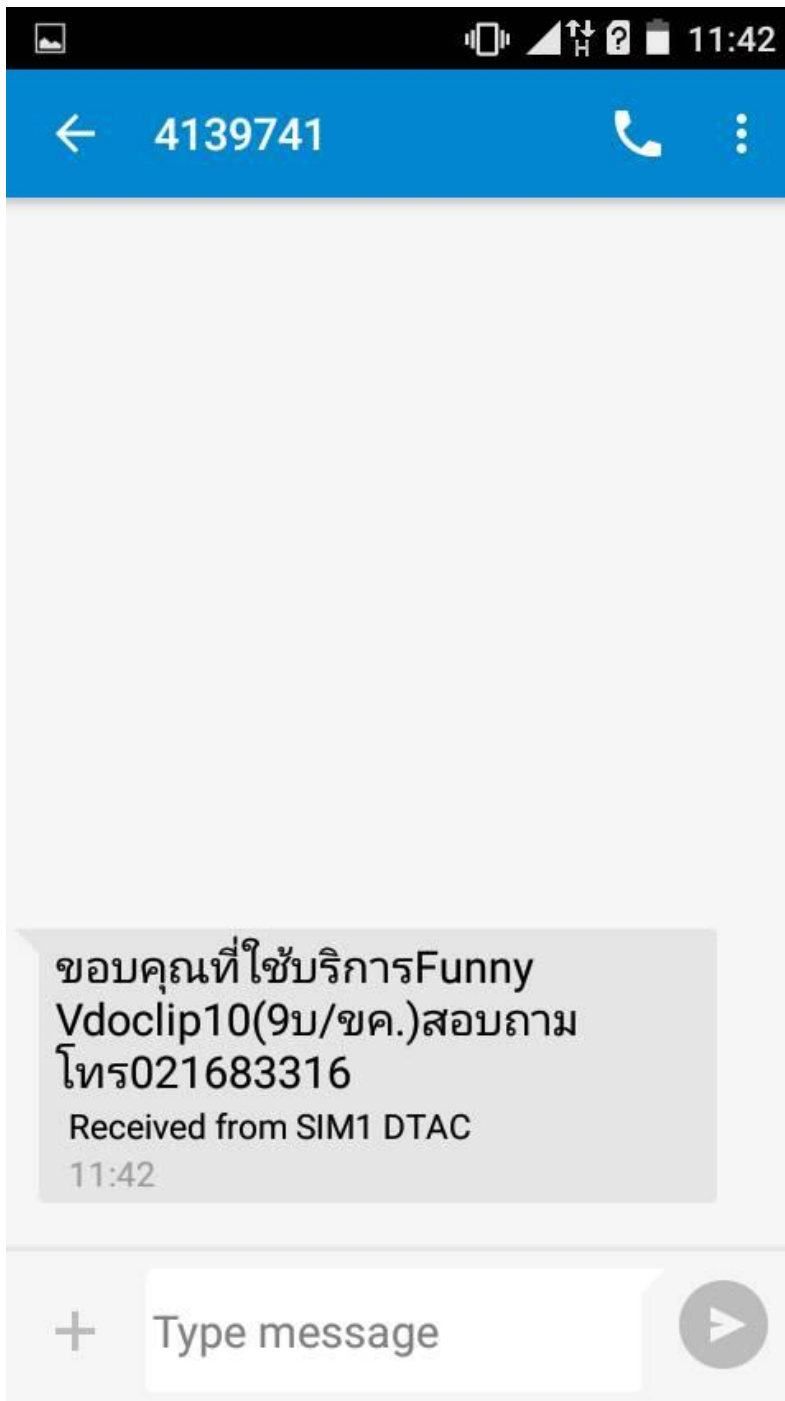 H ? 11:42
4139741
ขอบคุณที่ใช้บริการFunny
Vdoclip10(9บ/ขค.)สอบถาม
โทร021683316
Received from SIM1 DTAC
11:42
Type message